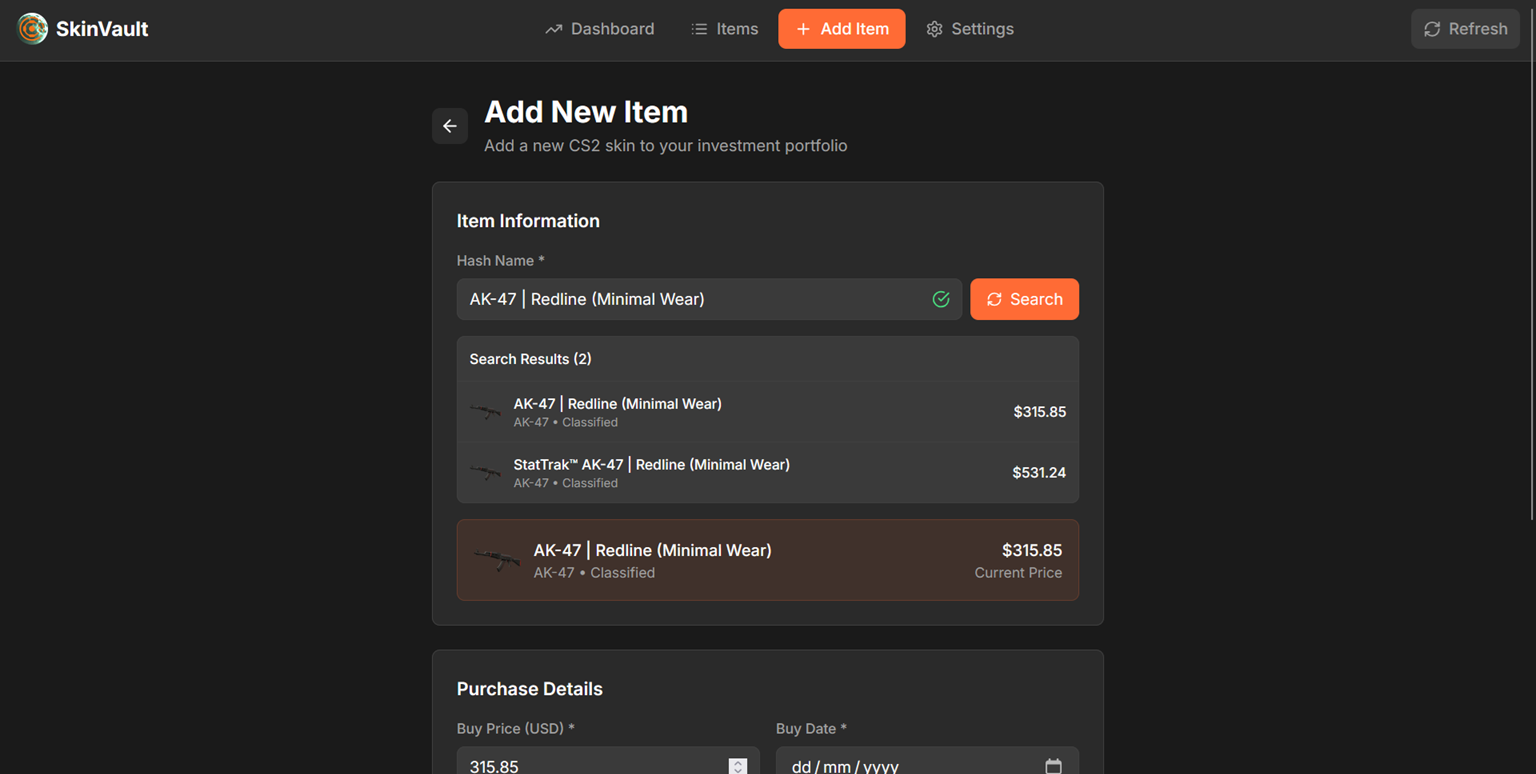 SkinVault
Dashboard
Items
Add Item
Settings
Refresh
Add New Item
Add a new CS2 skin to your investment portfolio
Item Information
Hash Name *
AK-47 | Redline (Minimal Wear)
Search
Search Results (2)
AK-47 | Redline (Minimal Wear)
$315.85
AK-47 • Classified
StatTrak™ AK-47 | Redline (Minimal Wear)
$531.24
AK-47 • Classified
AK-47 | Redline (Minimal Wear)
$315.85
AK-47 • Classified
Current Price
Purchase Details
Buy Price (USD) *
Buy Date *
315.85
dd/mm/yyyy